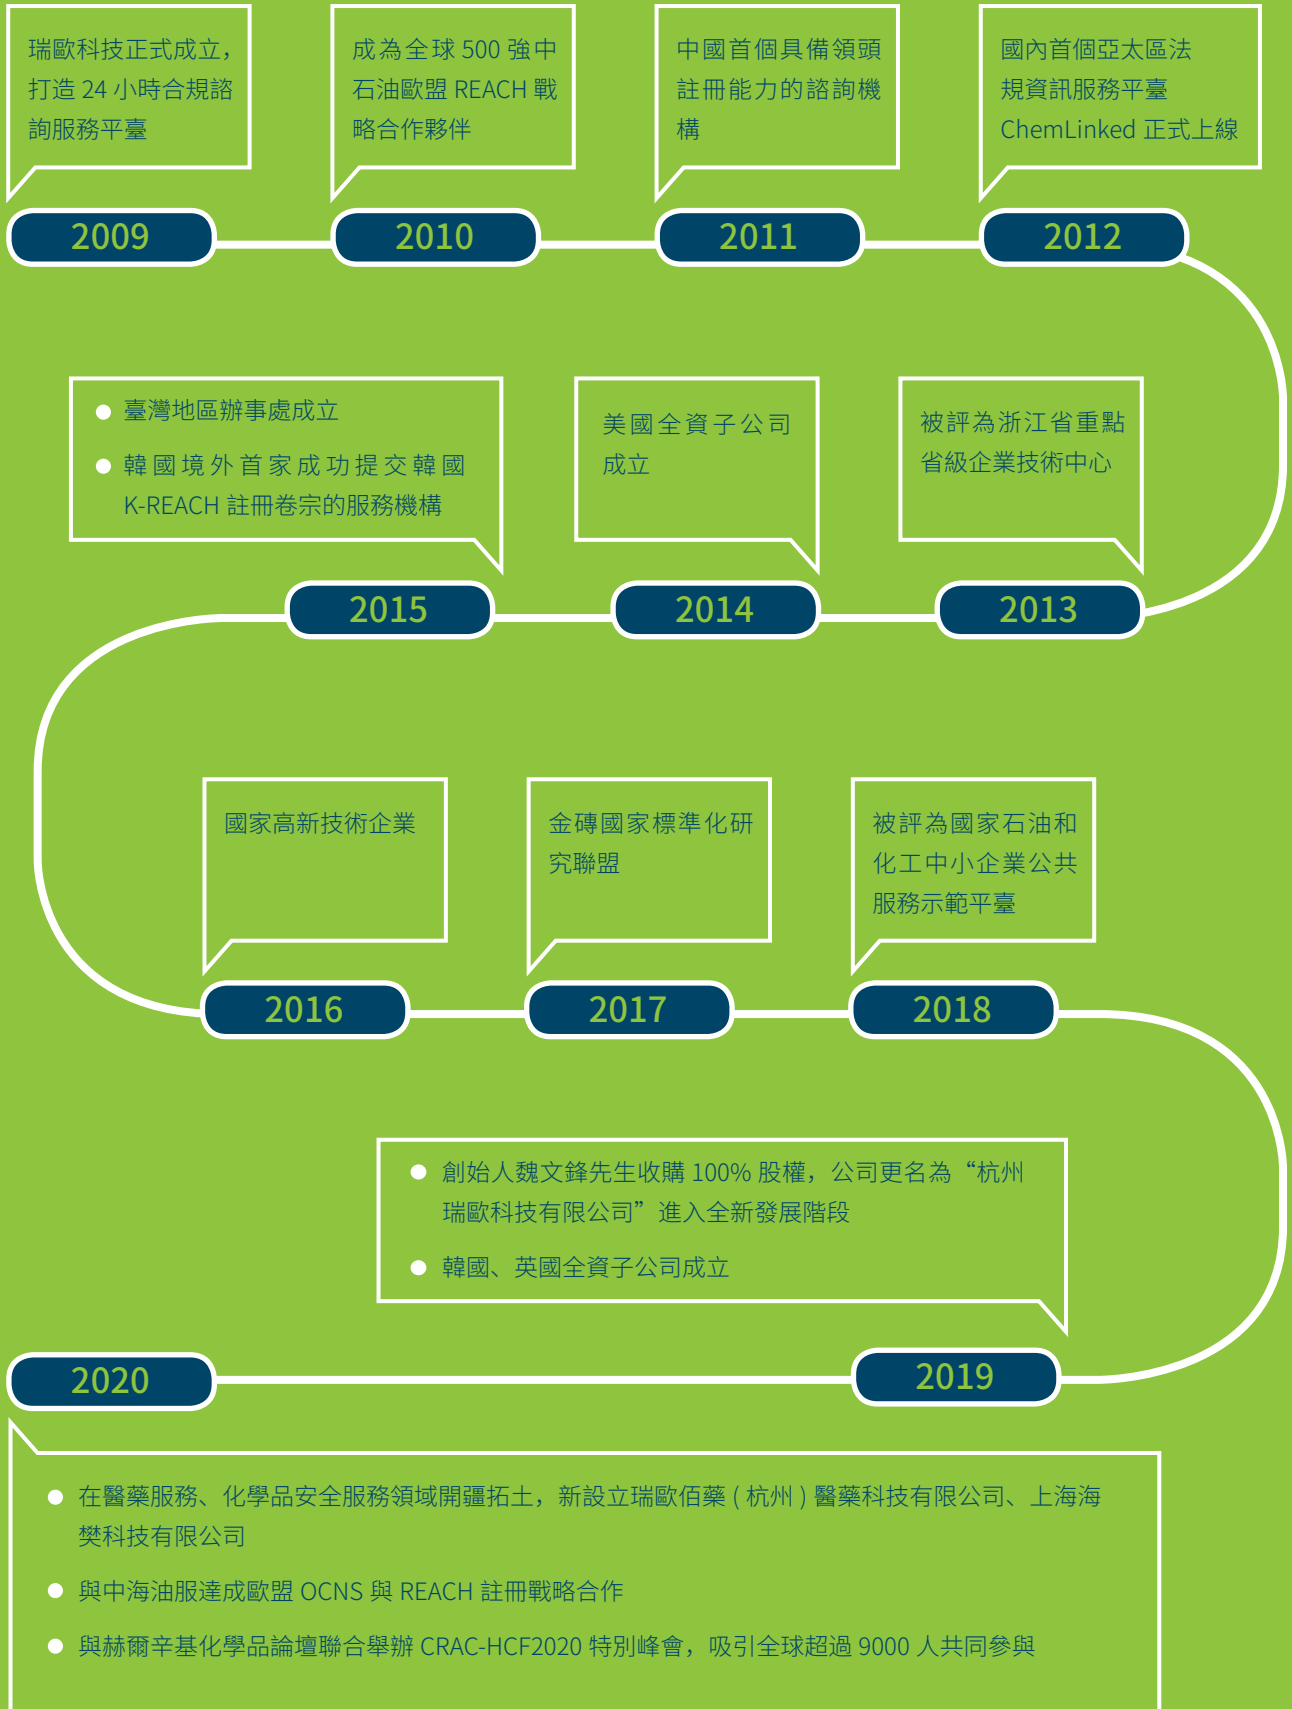 瑞歐科技正式成立，
打造 24 小時合規諮
詢服務平臺
2009
成為全球 500 強中
石油歐盟 REACH 戰
略合作夥伴
2010
中國首個具備領頭
註冊能力的諮詢機
構
2011
國內首個亞太區法
規資訊服務平臺
ChemLinked 正式上線
2012
被評為浙江省重點
省級企業技術中心
2013
美國全資子公司
成立
2014
臺灣地區辦事處成立
韓國境外首家成功提交韓國
K-REACH 註冊卷宗的服務機構
2015
國家高新技術企業
2016
金磚國家標準化研
究聯盟
2017
被評為國家石油和
化工中小企業公共
服務示範平臺
2018
創始人魏文鋒先生收購 100% 股權，公司更名為“杭州
瑞歐科技有限公司”進入全新發展階段
韓國、英國全資子公司成立
2019
2020
在醫藥服務、化學品安全服務領域開疆拓土，新設立瑞歐佰藥 ( 杭州 ) 醫藥科技有限公司、上海海
樊科技有限公司
與中海油服達成歐盟 OCNS 與 REACH 註冊戰略合作
與赫爾辛基化學品論壇聯合舉辦 CRAC-HCF2020 特別峰會，吸引全球超過 9000 人共同參與